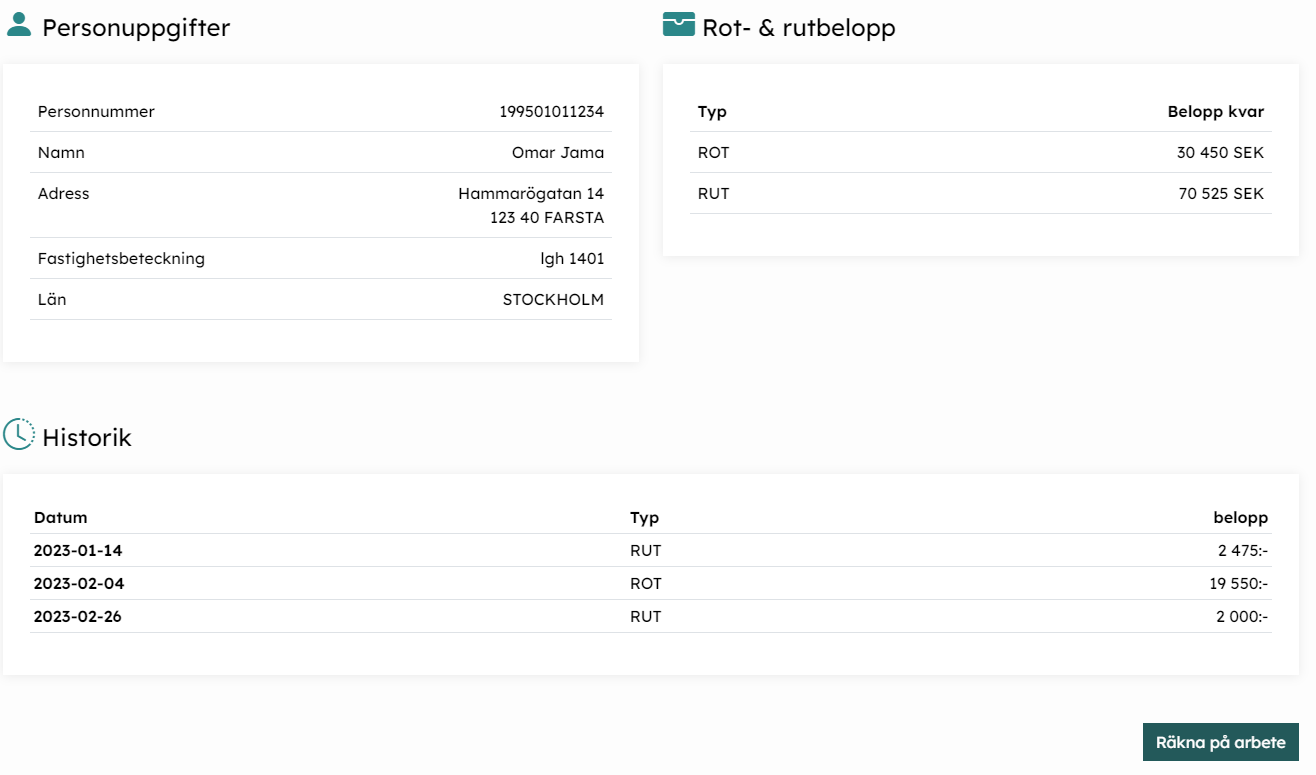 Personuppgifter
Personnummer 199501011234
Namn Omar Jama
Adress Hammarögatan 14
123 40 FARSTA
Fastighetsbeteckning lgh 1401
Län STOCKHOLM
Rot- & rutbelopp
Typ Belopp kvar
ROT 30 450 SEK
RUT 70 525 SEK
Historik
Datum Typ belopp
2023-01-14 RUT 2 475:-
2023-02-04 ROT 19 550:-
2023-02-26 RUT 2 000:-
Räkna på arbete